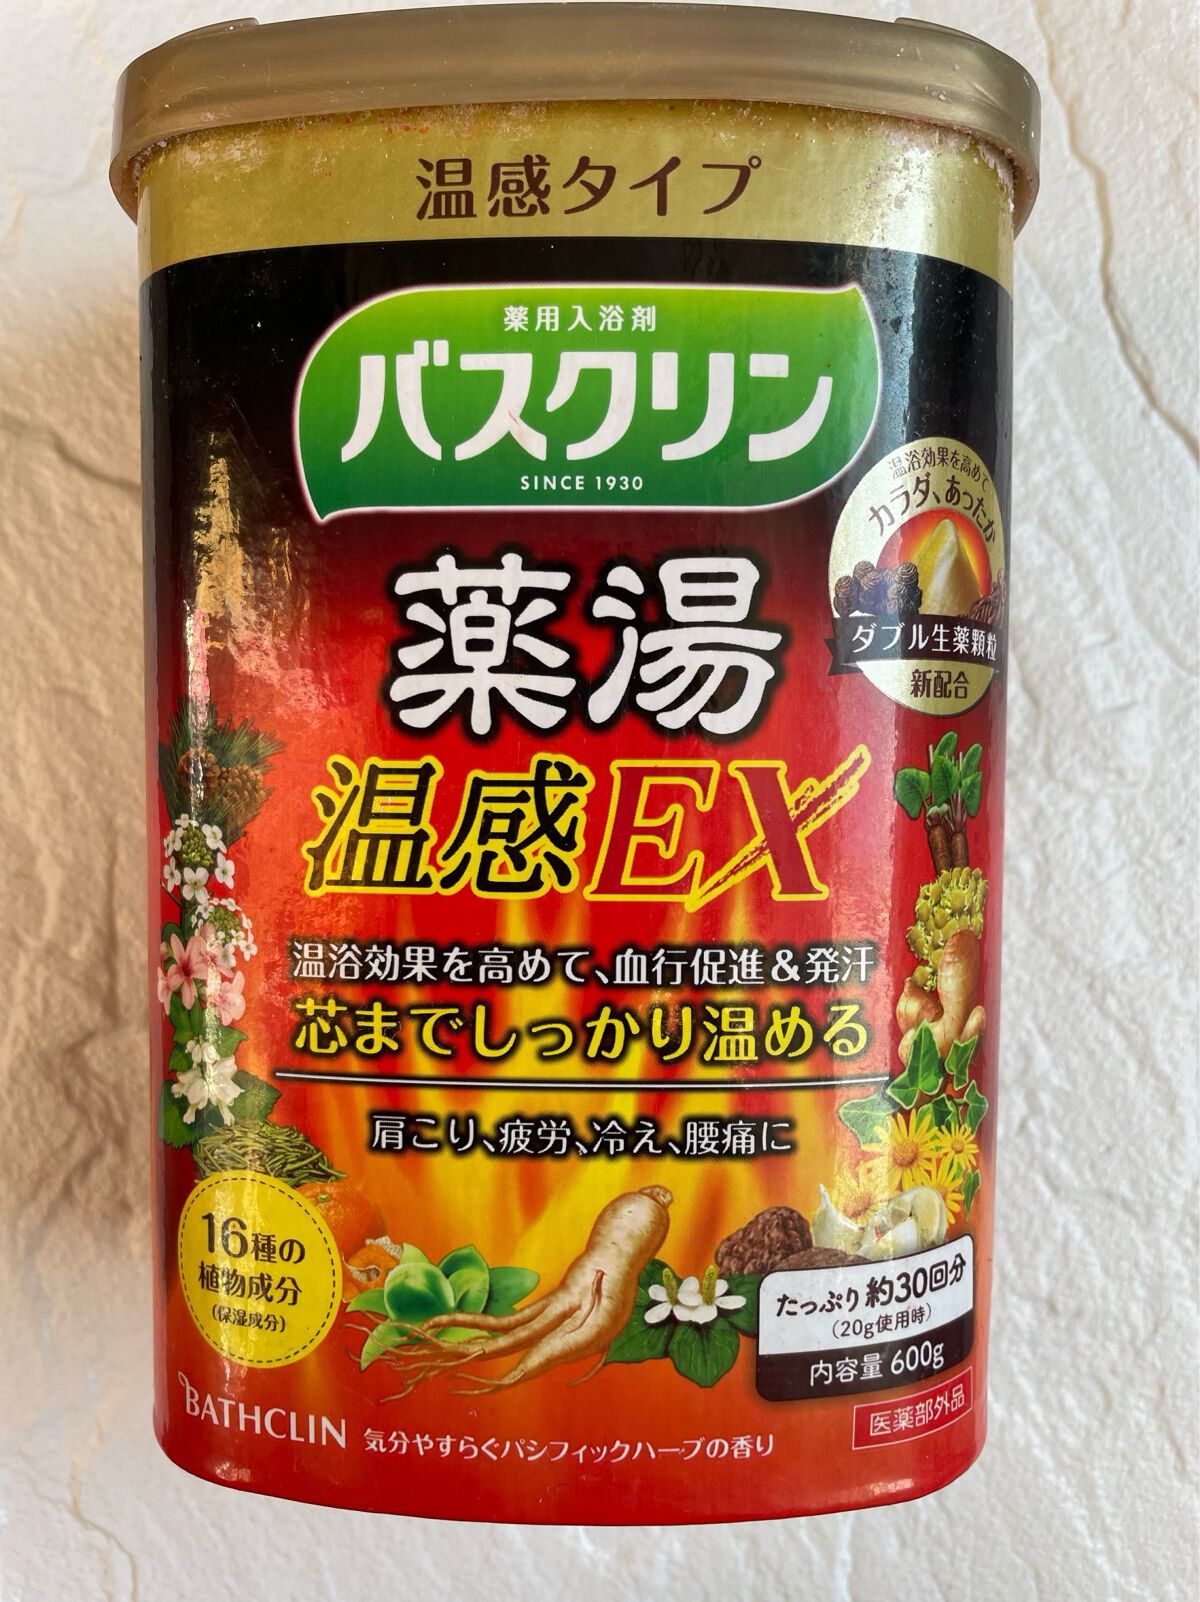 温感タイプ
薬用入浴剤
バスクリン
SINCE 1930
温浴効果を高めて
カラダ、あったか
ダブル生薬顆粒
新配合
薬湯
温感EX
温浴効果を高めて、血行促進&発汗
芯までしっかり温める
肩こり、疲労、冷え、腰痛に
16種の
植物成分
(保湿成分)
たっぷり約30回分
(20g使用時)
内容量 600g
医薬部外品
BATHCLIN
気分やすらぐパシフィックハーブの香り